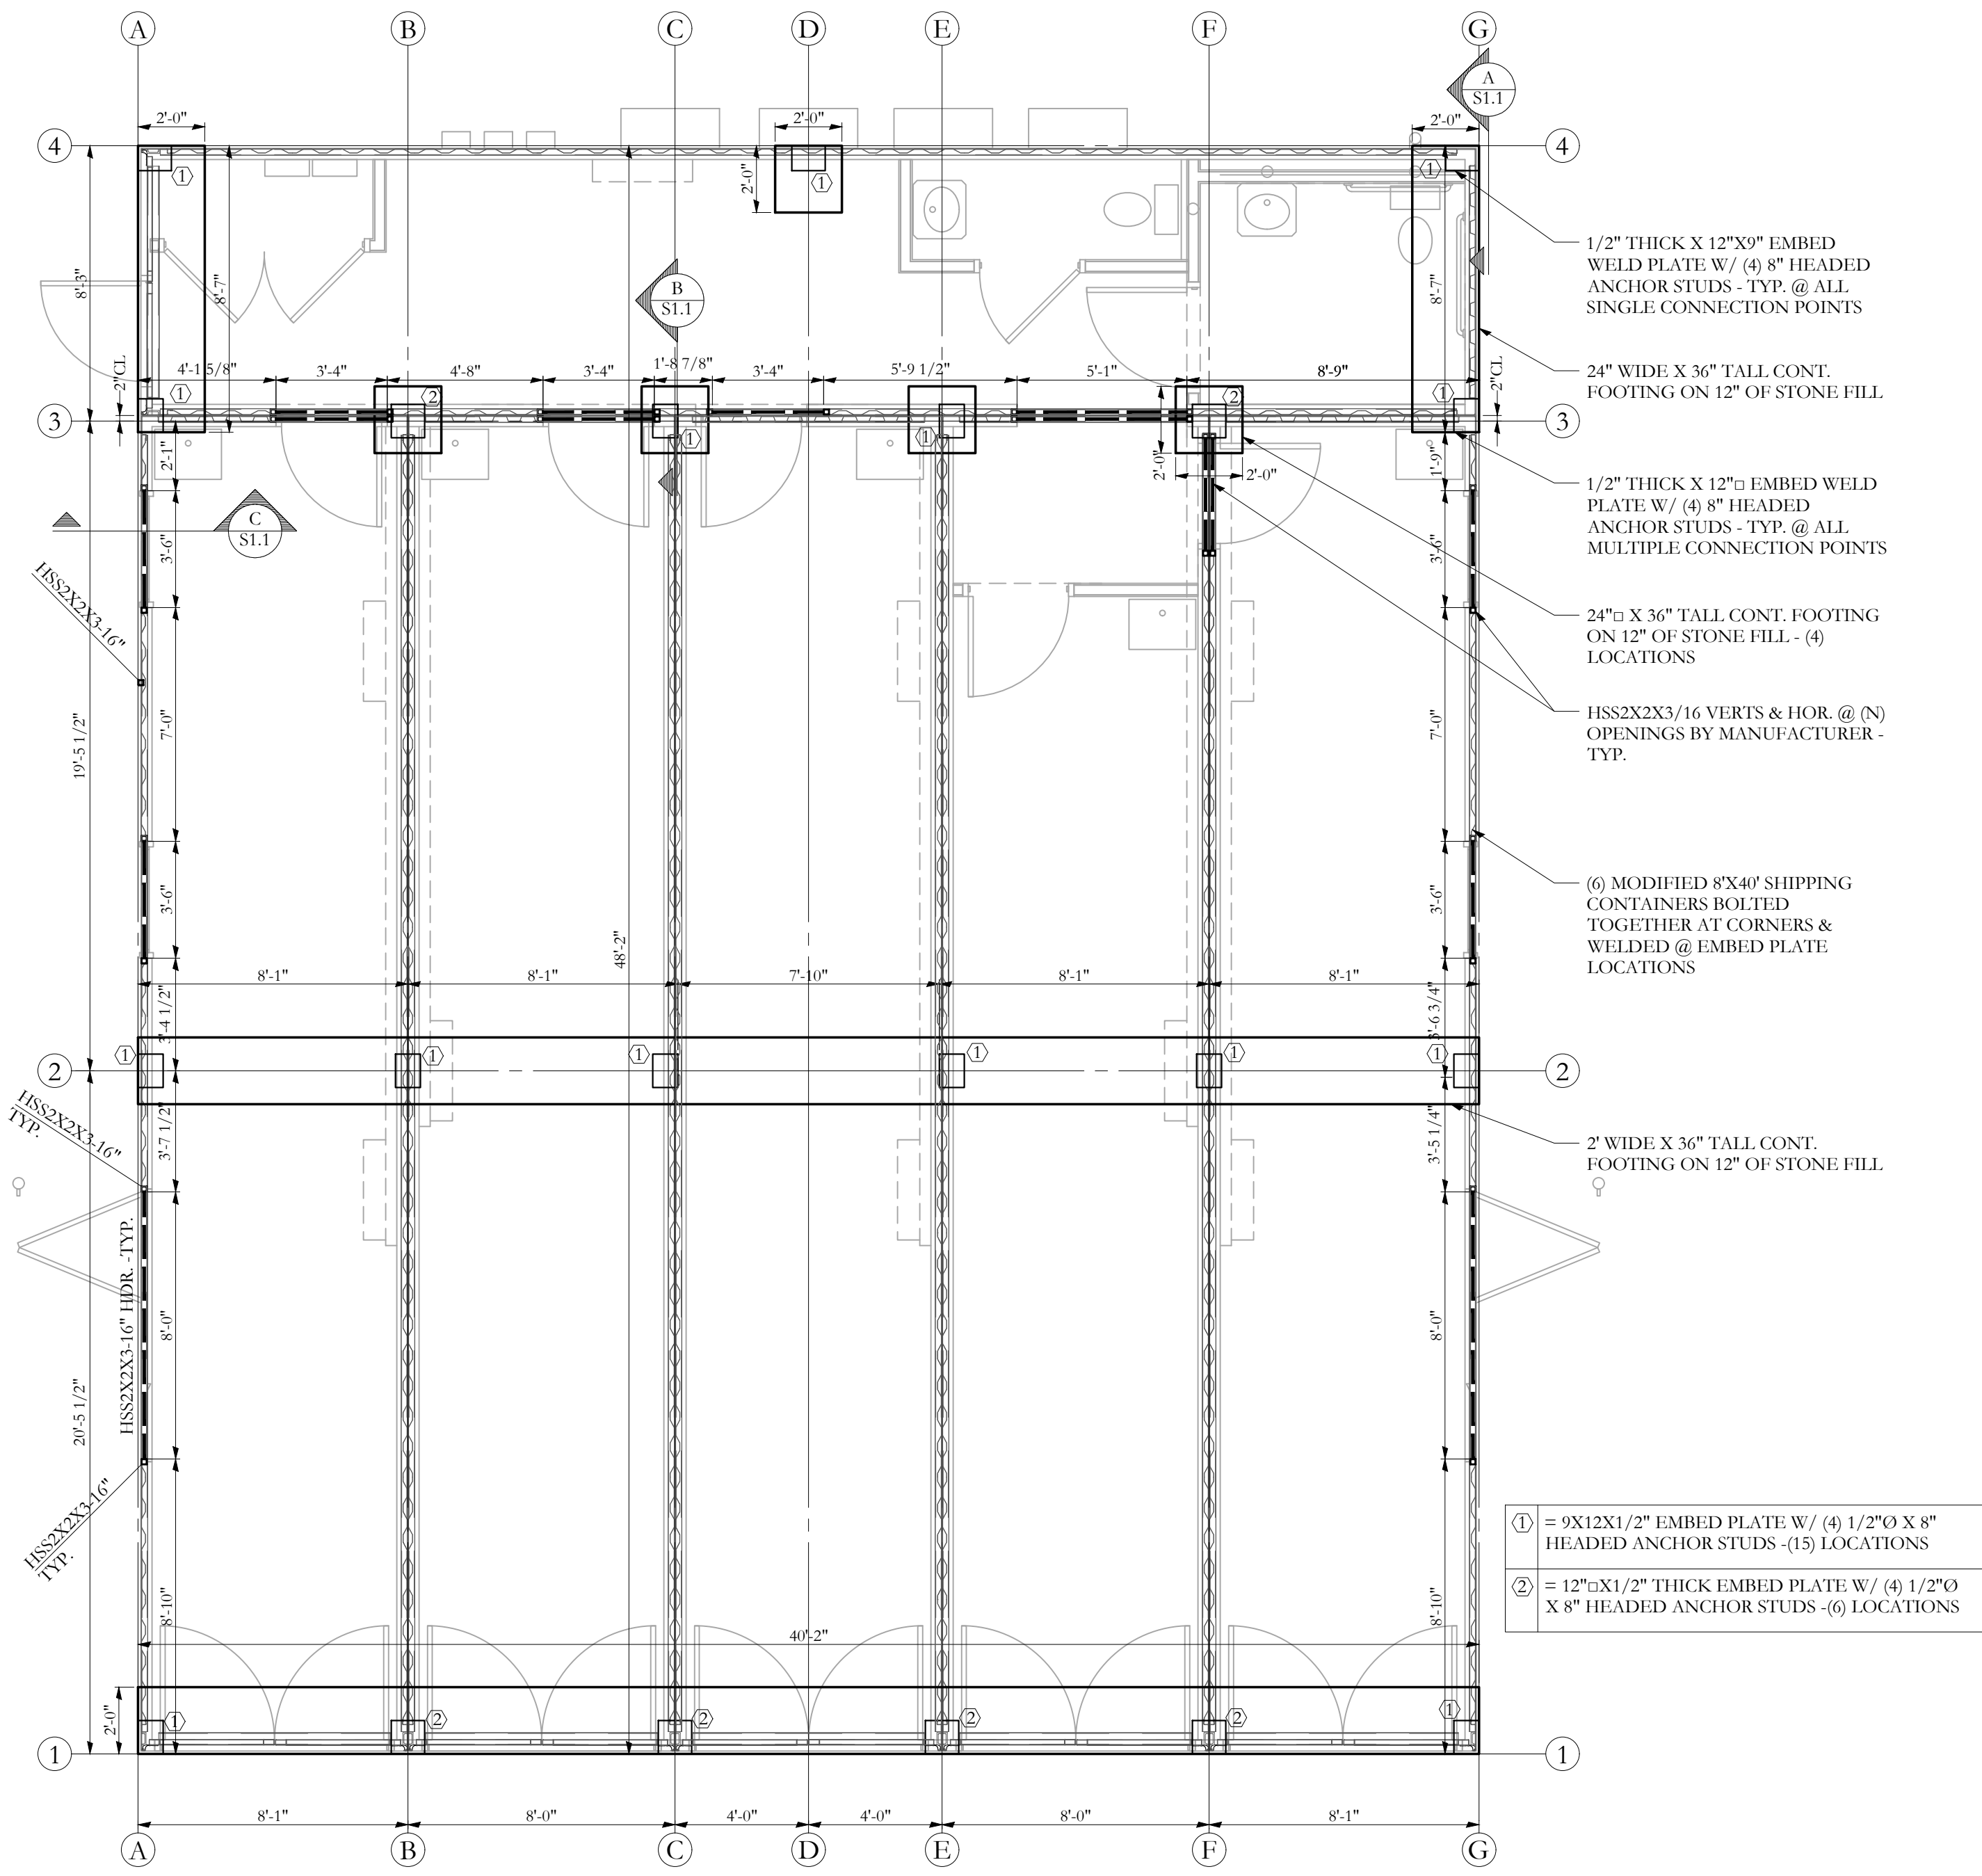 A B C D E F G
A
S1.1
2'-0" 2'-0" 2'-0"
4 4
1 1 1
2'-0"
8'-3" 8'-7" 8'-7"
B
S1.1
1/2" THICK X 12"X9" EMBED
WELD PLATE W/ (4) 8" HEADED
ANCHOR STUDS - TYP. @ ALL
SINGLE CONNECTION POINTS
24" WIDE X 36" TALL CONT.
FOOTING ON 12" OF STONE FILL
2"CL 4'-1 5/8" 3'-4" 4'-8" 3'-4" 1'-8 7/8" 3'-4" 5'-9 1/2" 5'-1" 8'-9" 2"CL
1 2 2 1
3 3
1 1
2'-1" 2'-0" 2'-0" 1'-9"
1/2" THICK X 12"□ EMBED WELD
PLATE W/ (4) 8" HEADED
ANCHOR STUDS - TYP. @ ALL
MULTIPLE CONNECTION POINTS
C
S1.1
3'-6" 3'-6"
HSS2X2X3-16"
24"□ X 36" TALL CONT. FOOTING
ON 12" OF STONE FILL - (4)
LOCATIONS
HSS2X2X3/16 VERTS & HOR. @ (N)
OPENINGS BY MANUFACTURER -
TYP.
19'-5 1/2" 7'-0" 7'-0"
3'-6" 3'-6"
(6) MODIFIED 8'X40' SHIPPING
CONTAINERS BOLTED
TOGETHER AT CORNERS &
WELDED @ EMBED PLATE
LOCATIONS
48'-2"
8'-1" 8'-1" 7'-10" 8'-1" 8'-1"
3'-4 1/2" 3'-6 3/4"
1 1 1 1 1 1
2 2
HSS2X2X3-16"
TYP.
3'-7 1/2" 3'-5 1/4"
2' WIDE X 36" TALL CONT.
FOOTING ON 12" OF STONE FILL
HSS2X2X3-16" HDR. -TYP.
8'-0" 8'-0"
20'-5 1/2"
HSS2X2X3-16"
TYP.
8'-10" 8'-10"
1 = 9X12X1/2" EMBED PLATE W/ (4) 1/2"Ø X 8"
HEADED ANCHOR STUDS -(15) LOCATIONS
2 = 12"□X1/2" THICK EMBED PLATE W/ (4) 1/2"Ø
X 8" HEADED ANCHOR STUDS -(6) LOCATIONS
40'-2"
2'-0"
1 2 2 2 2 1
1 1
8'-1" 8'-0" 4'-0" 4'-0" 8'-0" 8'-1"
A B C D E F G